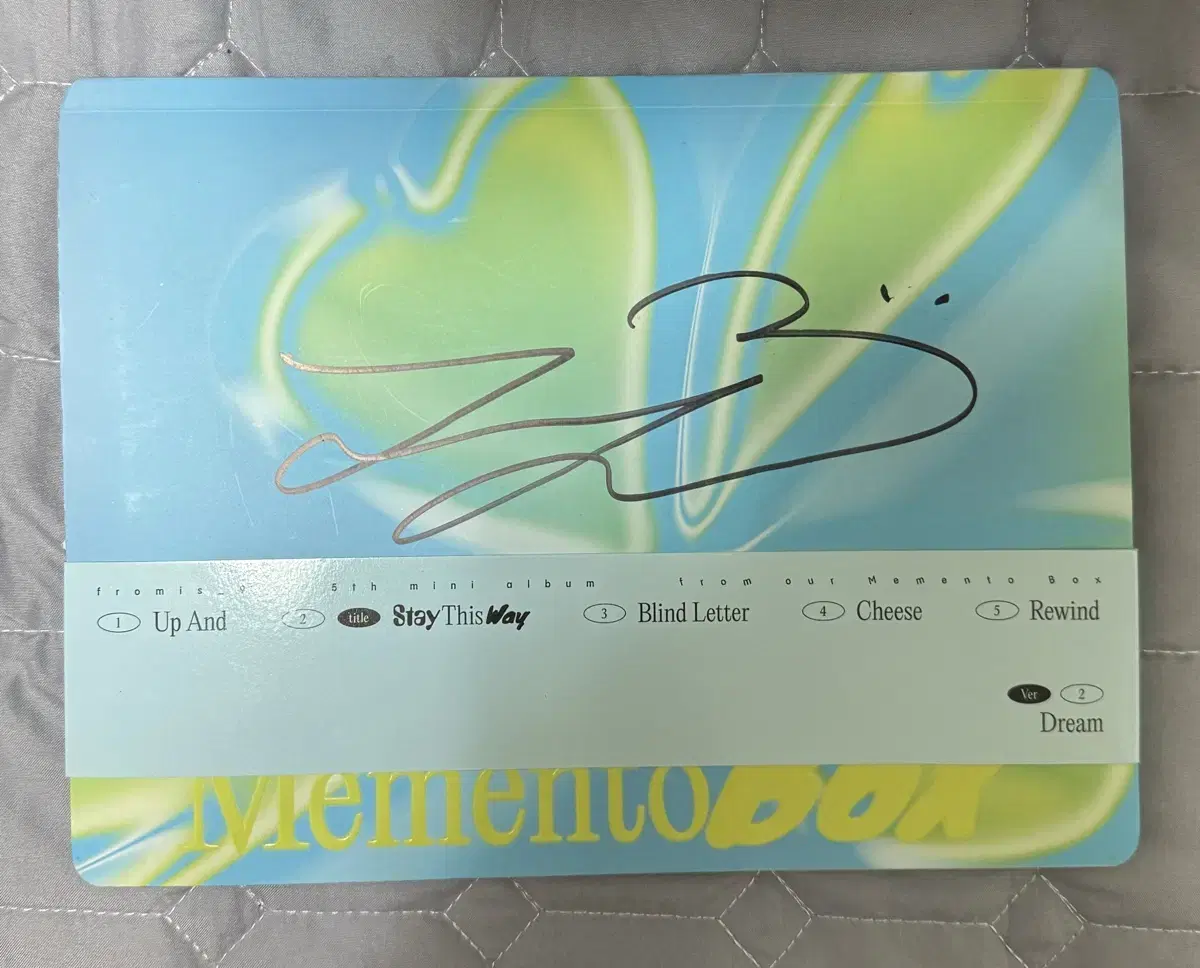 fromis_9 5th mini album from our Memento Box
1 Up And 2 title Stay This Way 3 Blind Letter 4 Cheese 5 Rewind
Ver 2
Dream
Memento Box